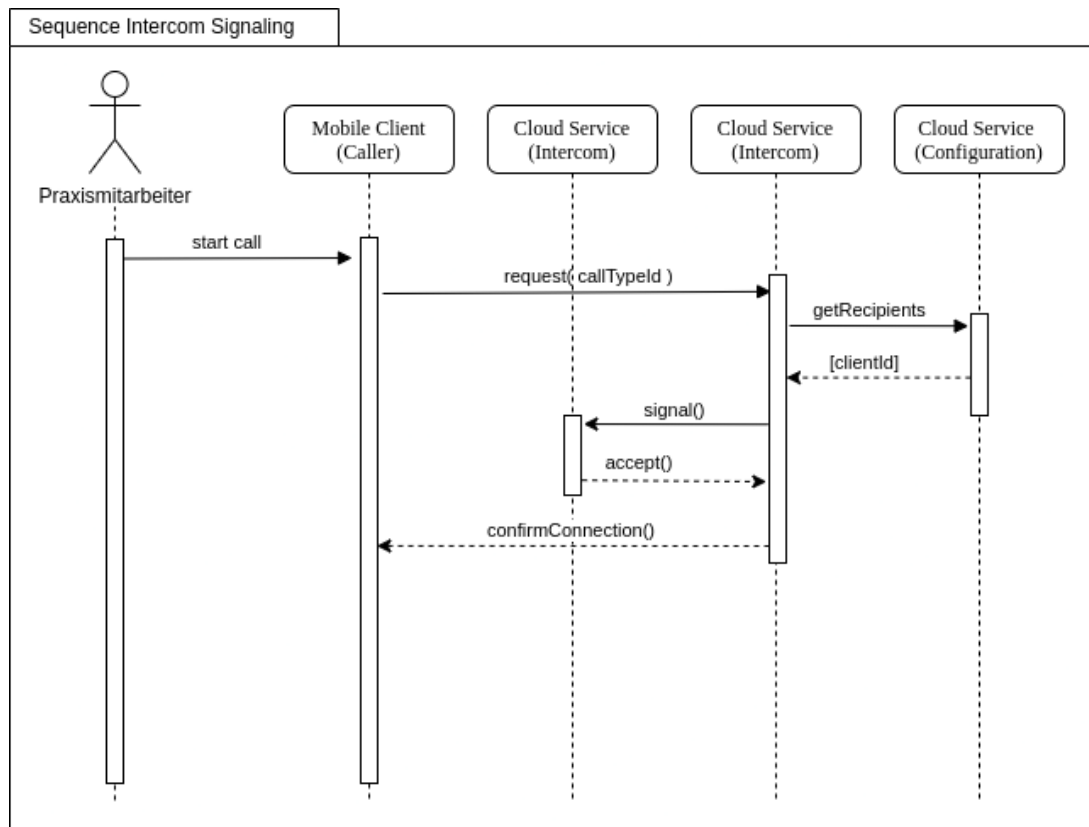 Sequence Intercom Signaling
Praxismitarbeiter
Mobile Client
(Caller)
Cloud Service
(Intercom)
Cloud Service
(Intercom)
Cloud Service
(Configuration)
start call
request( callTypeId )
getRecipients
[clientId]
signal()
accept()
confirmConnection()